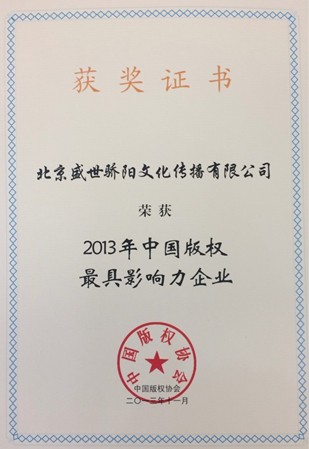 获奖证书
北京盛世骄阳文化传播有限公司
荣获
2013年中国版权
最具影响力企业
中国版权协会
中国版权协会
二〇一三年十一月